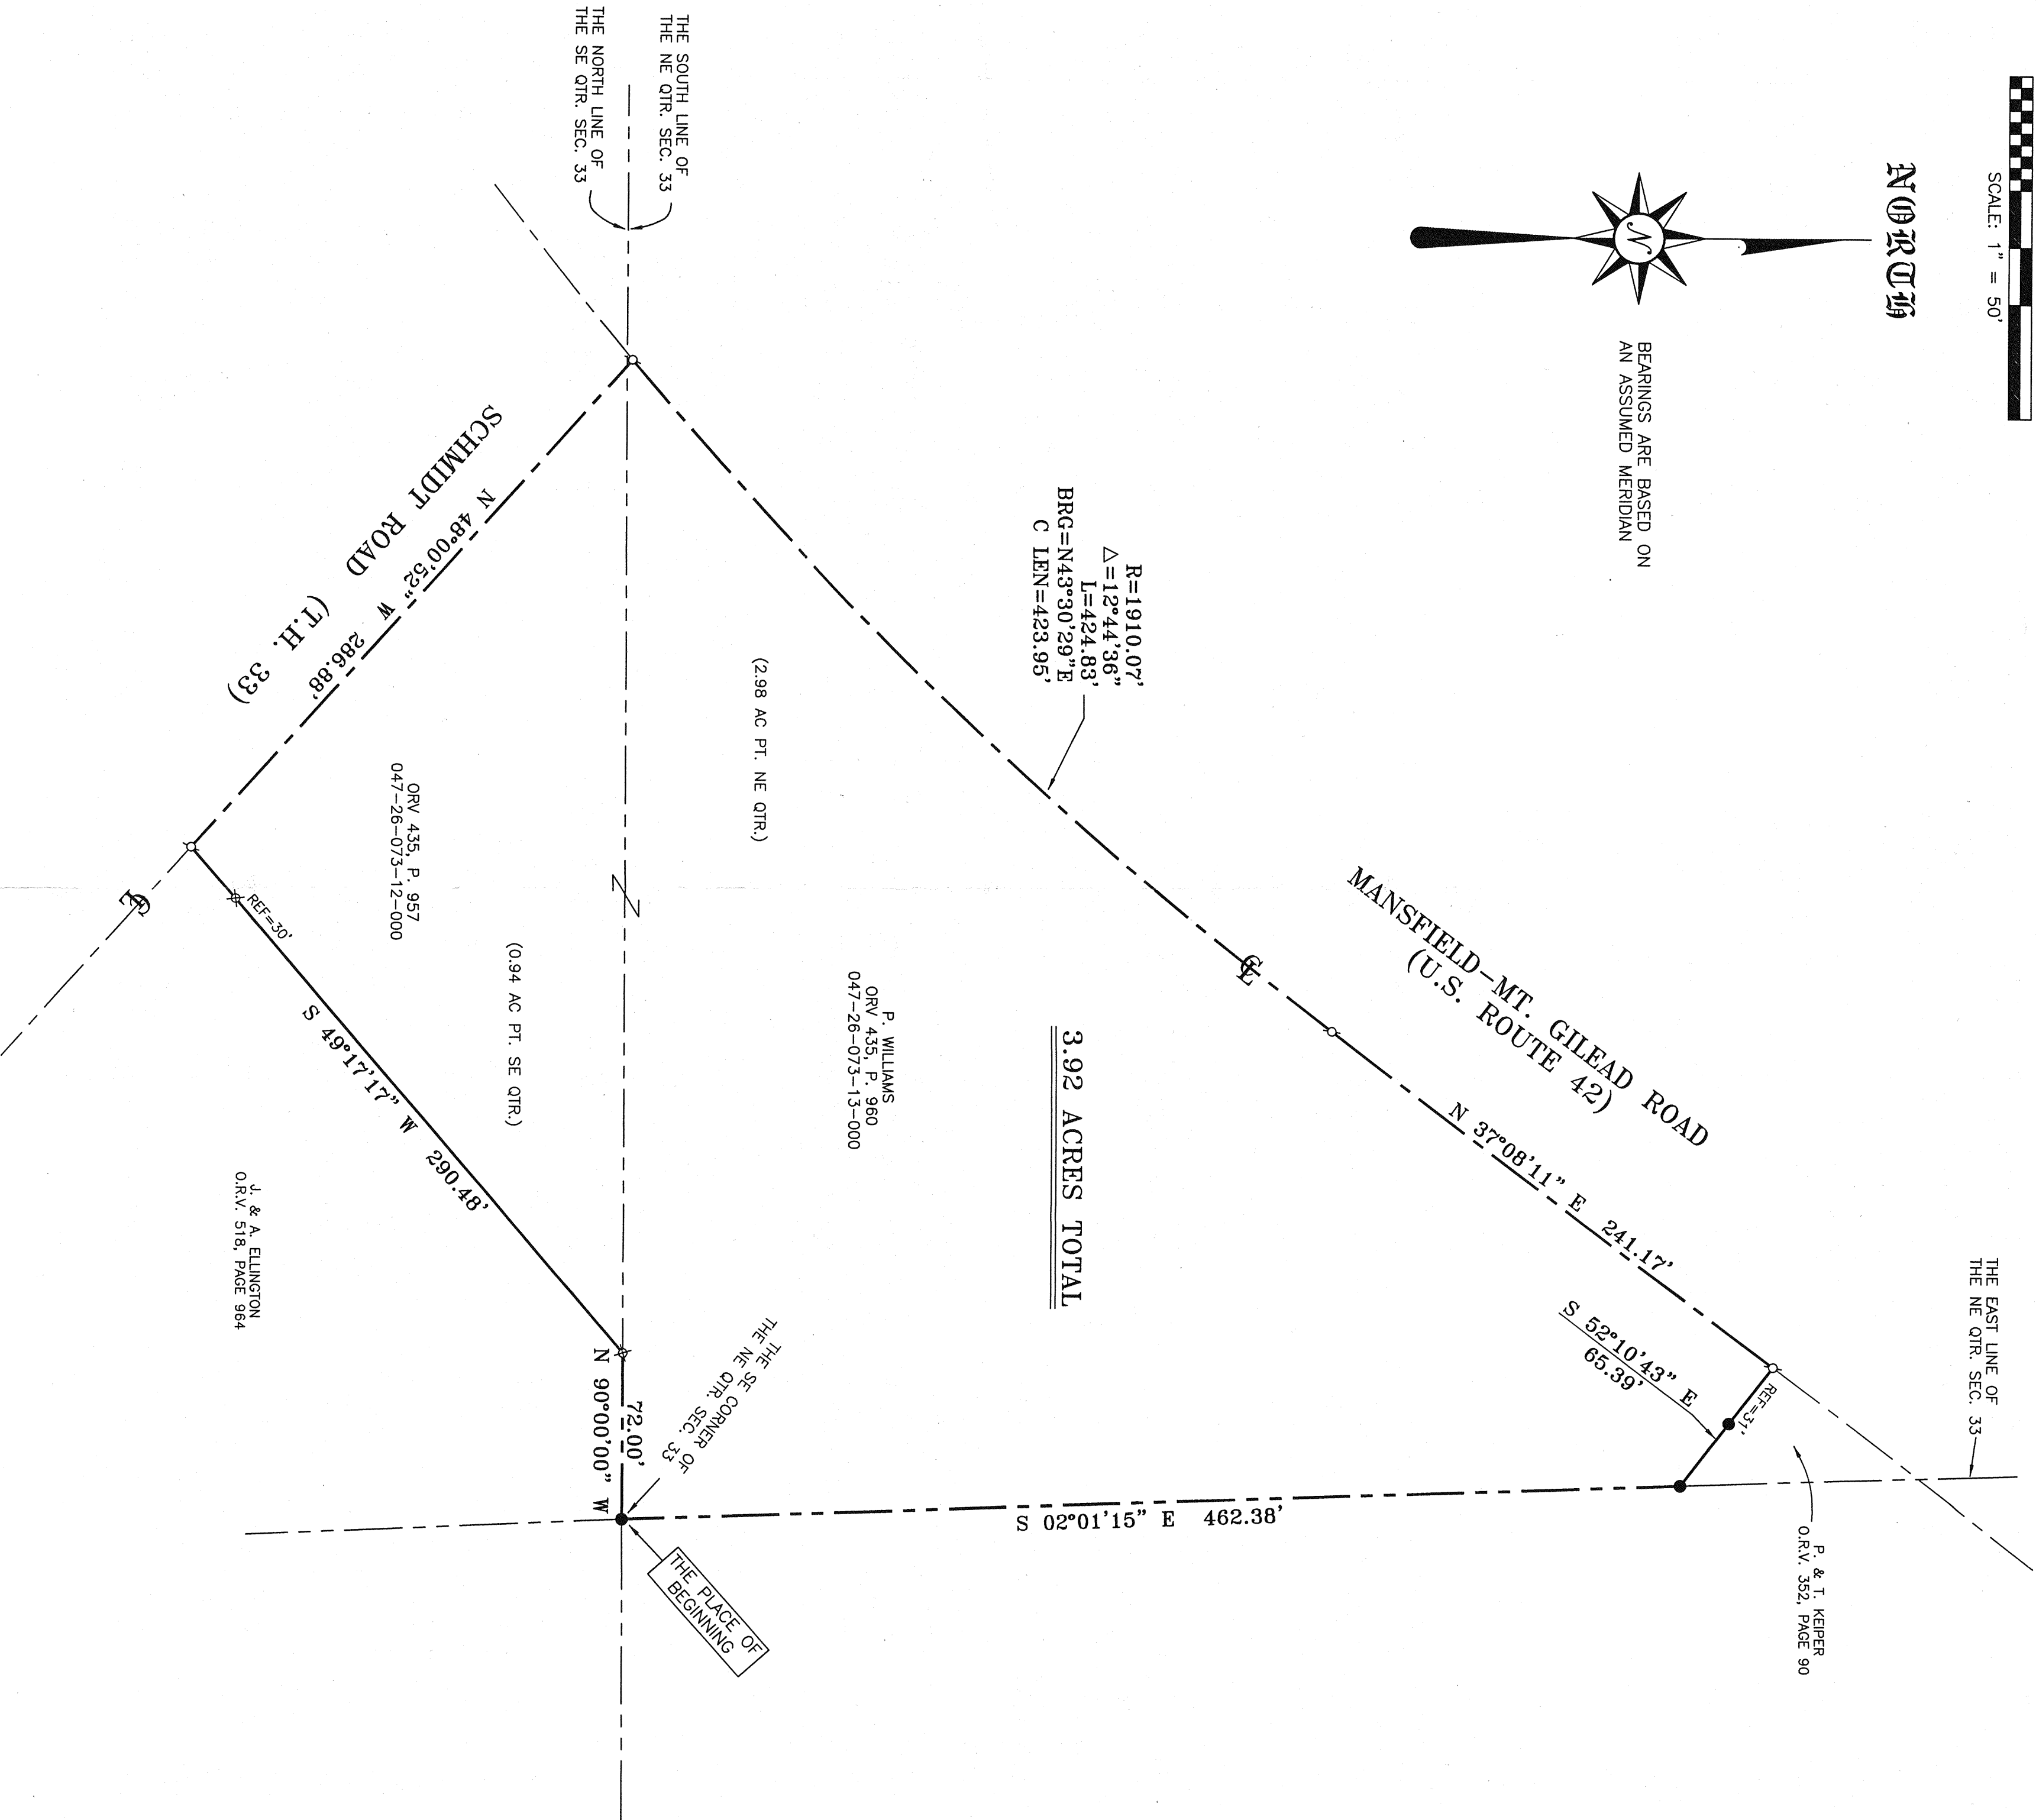 SCALE: 1" = 50'
NORTH
N
BEARINGS ARE BASED ON
AN ASSUMED MERIDIAN
THE SOUTH LINE OF
THE NE QTR. SEC. 33
THE NORTH LINE OF
THE SE QTR. SEC. 33
R=1910.07'
△=12°44'36"
L=424.83'
BRG=N43°30'29"E
C LEN=423.95'
MANSFIELD-MT. GILEAD ROAD
(U.S. ROUTE 42)
CL
N 37°08'11" E 241.17'
S 52°10'43" E
65.39'
REF=31'
THE EAST LINE OF
THE NE QTR. SEC. 33
P. & T. KEIPER
O.R.V. 352, PAGE 90
SCHMIDT ROAD (T.H. 33)
N 48°00'52" W 286.88'
CL
(2.98 AC PT. NE QTR.)
3.92 ACRES TOTAL
P. WILLIAMS
ORV 435, P. 960
047-26-073-13-000
ORV 435, P. 957
047-26-073-12-000
(0.94 AC PT. SE QTR.)
REF=30'
S 49°17'17" W 290.48'
J. & A. ELLINGTON
O.R.V. 518, PAGE 964
THE SE CORNER OF
THE NE QTR. SEC. 33
72.00'
N 90°00'00" W
S 02°01'15" E 462.38'
THE PLACE OF
BEGINNING